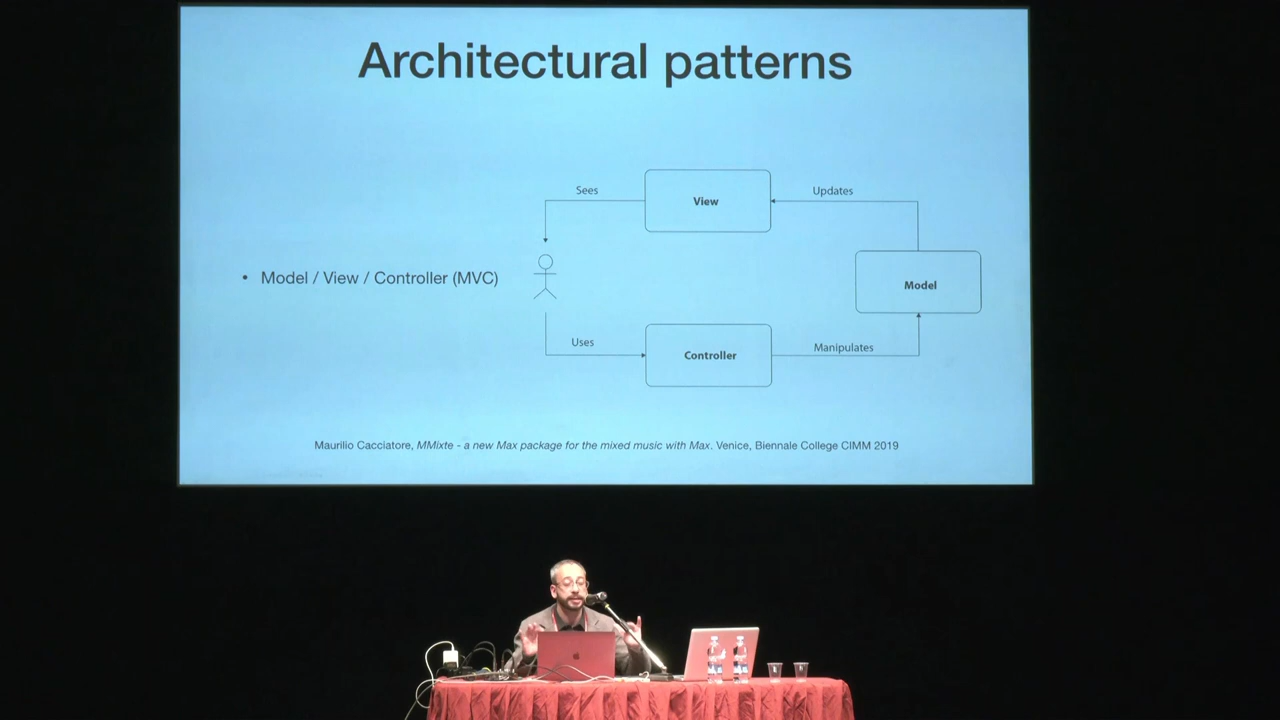 Architectural patterns
Sees
View
Updates
• Model / View / Controller (MVC)
Model
Uses
Controller
Manipulates
Maurilio Cacciatore, MMixte - a new Max package for the mixed music with Max. Venice, Biennale College CIMM 2019